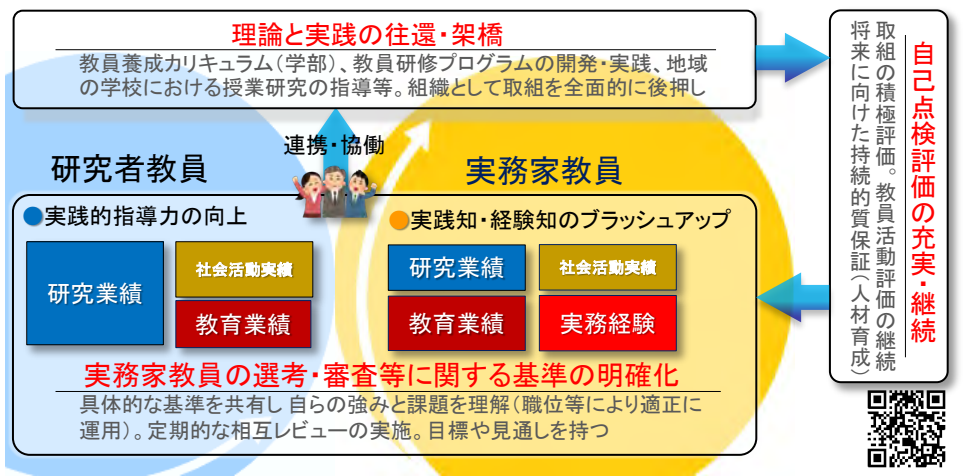 理論と実践の往還・架橋
教員養成カリキュラム（学部）、教員研修プログラムの開発・実践、地域
の学校における授業研究の指導等。組織として取組を全面的に後押し
連携・協働
研究者教員
実務家教員
●実践的指導力の向上
研究業績
社会活動実績
教育業績
●実践知・経験知のブラッシュアップ
研究業績
社会活動実績
教育業績
実務経験
実務家教員の選考・審査等に関する基準の明確化
具体的な基準を共有し 自らの強みと課題を理解（職位等により適正に
運用）。定期的な相互レビューの実施。目標や見通しを持つ
自己点検評価の充実・継続
取組の積極評価。教員活動評価の継続
将来に向けた持続的質保証（人材育成）